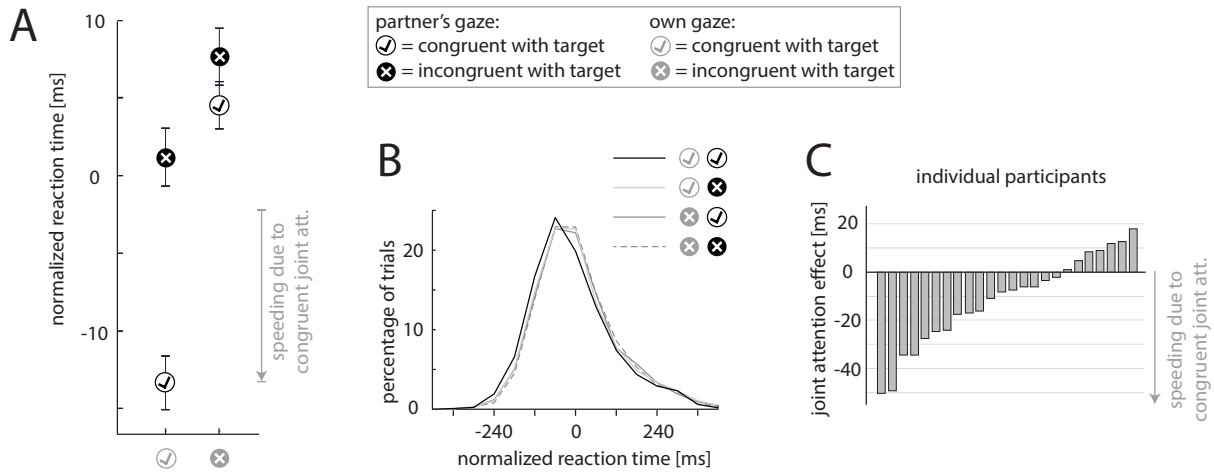 A
normalized reaction time [ms]
10
0
-10
speeding due to
congruent joint att.
partner's gaze:
= congruent with target
= incongruent with target
own gaze:
= congruent with target
= incongruent with target
B
percentage of trials
20
10
0
-240
0
240
normalized reaction time [ms]
C
individual participants
joint attention effect [ms]
20
0
-20
-40
speeding due to
congruent joint att.